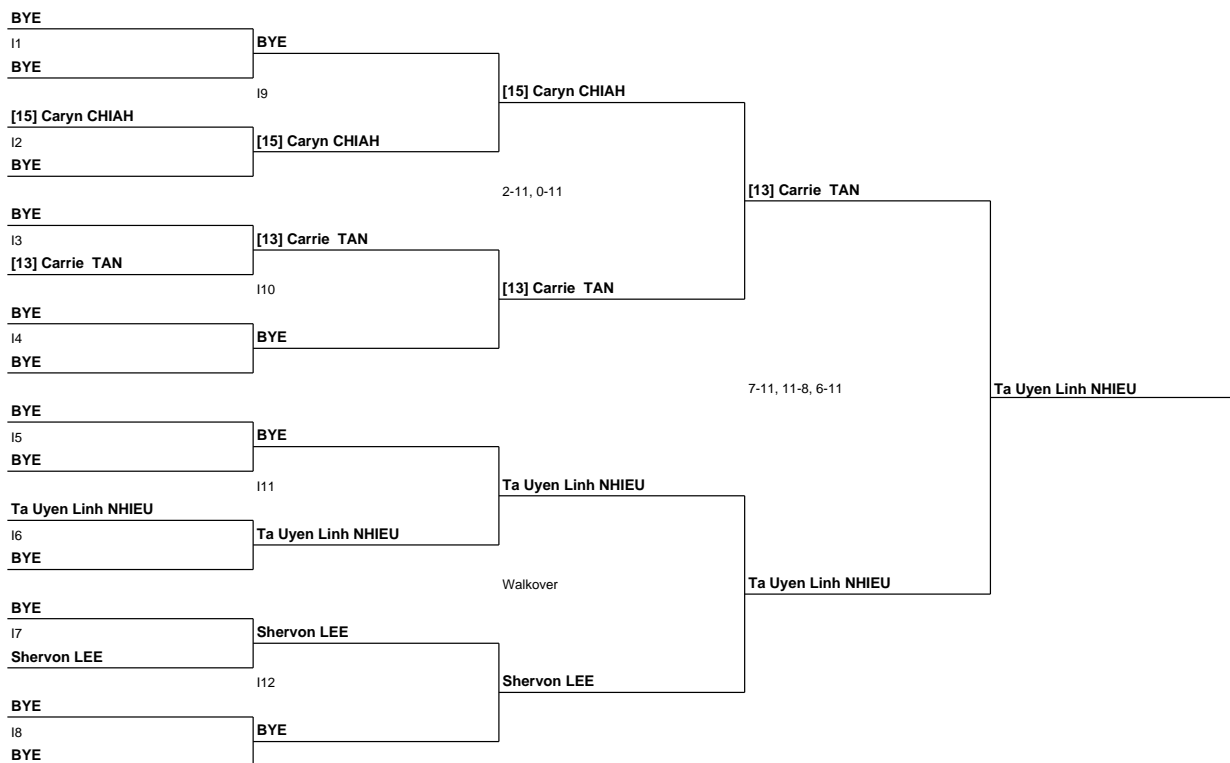 BYE
I1
BYE
BYE
I9
[15] Caryn CHIAH
[15] Caryn CHIAH
I2
[15] Caryn CHIAH
BYE
2-11, 0-11
[13] Carrie  TAN
BYE
I3
[13] Carrie  TAN
[13] Carrie  TAN
I10
[13] Carrie  TAN
BYE
I4
BYE
BYE
7-11, 11-8, 6-11
Ta Uyen Linh NHIEU
BYE
I5
BYE
BYE
I11
Ta Uyen Linh NHIEU
Ta Uyen Linh NHIEU
I6
Ta Uyen Linh NHIEU
BYE
Walkover
Ta Uyen Linh NHIEU
BYE
I7
Shervon LEE
Shervon LEE
I12
Shervon LEE
BYE
I8
BYE
BYE